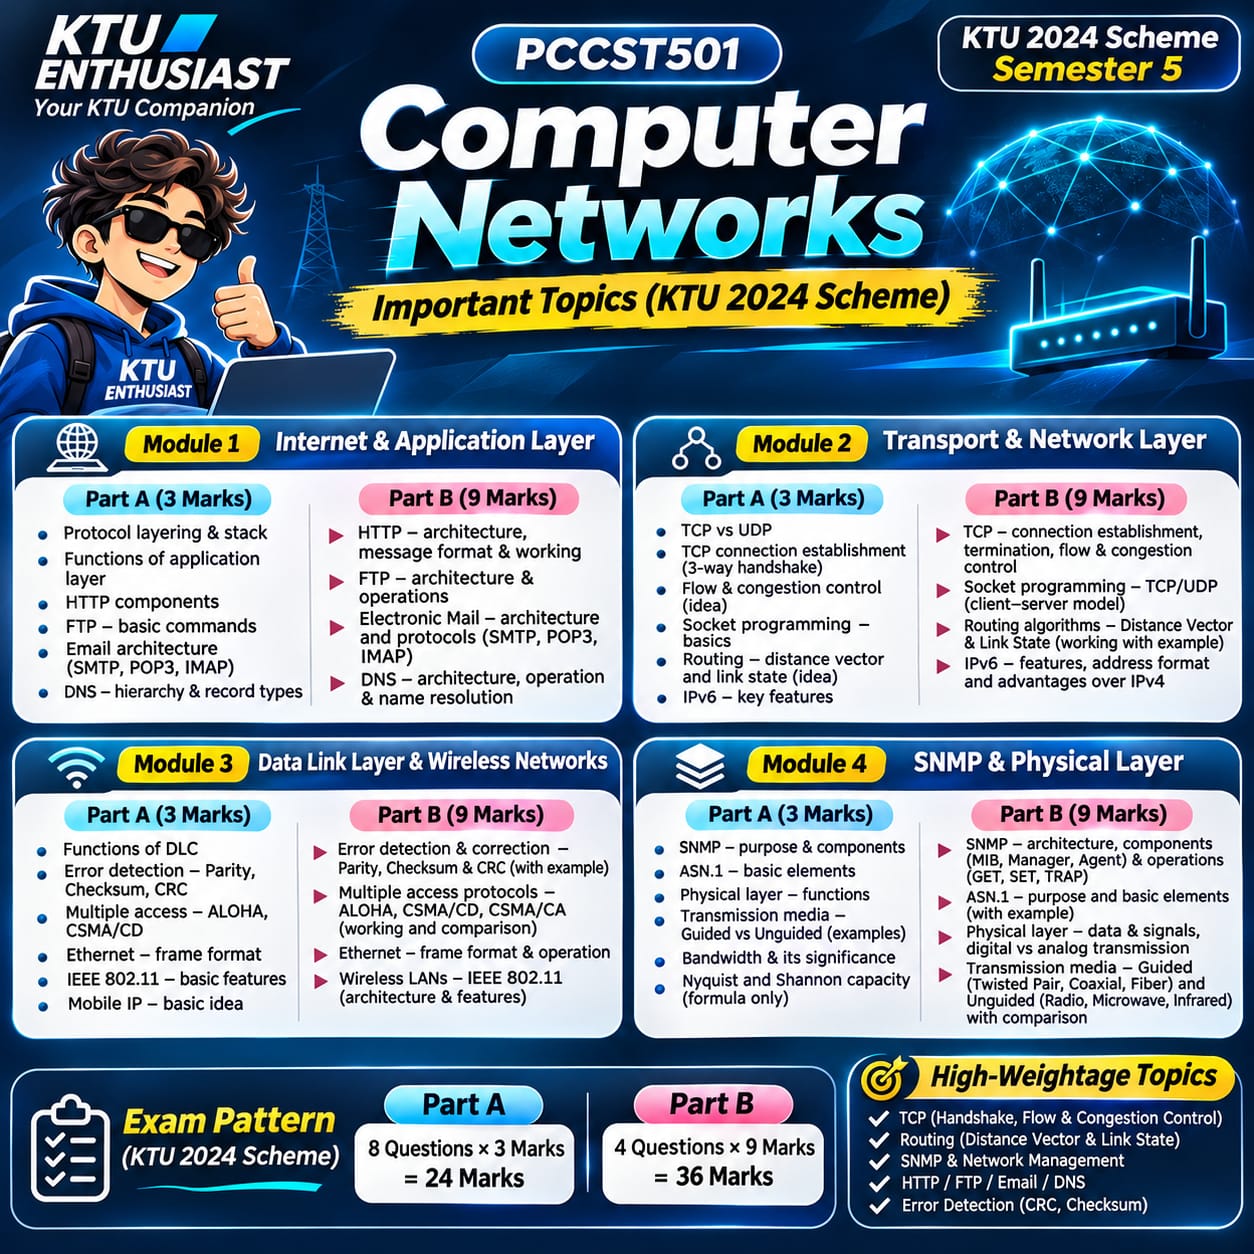 KTU
ENTHUSIAST
Your KTU Companion
PCCST501
KTU 2024 Scheme
Semester 5
Computer
Networks
Important Topics (KTU 2024 Scheme)
KTU
ENTHUSIAST
Module 1
Internet & Application Layer
Part A (3 Marks)
Protocol layering & stack
Functions of application
layer
HTTP components
FTP – basic commands
Email architecture
(SMTP, POP3, IMAP)
DNS – hierarchy & record types
Part B (9 Marks)
HTTP – architecture,
message format & working
FTP – architecture &
operations
Electronic Mail – architecture
and protocols (SMTP, POP3,
IMAP)
DNS – architecture, operation
& name resolution
Module 2
Transport & Network Layer
Part A (3 Marks)
TCP vs UDP
TCP connection establishment
(3-way handshake)
Flow & congestion control
(idea)
Socket programming –
basics
Routing – distance vector
and link state (idea)
IPv6 – key features
Part B (9 Marks)
TCP – connection establishment,
termination, flow & congestion
control
Socket programming – TCP/UDP
(client–server model)
Routing algorithms – Distance Vector
& Link State (working with example)
IPv6 – features, address format
and advantages over IPv4
Module 3
Data Link Layer & Wireless Networks
Part A (3 Marks)
Functions of DLC
Error detection – Parity,
Checksum, CRC
Multiple access – ALOHA,
CSMA/CD
Ethernet – frame format
IEEE 802.11 – basic features
Mobile IP – basic idea
Part B (9 Marks)
Error detection & correction –
Parity, Checksum & CRC (with example)
Multiple access protocols –
ALOHA, CSMA/CD, CSMA/CA
(working and comparison)
Ethernet – frame format & operation
Wireless LANs – IEEE 802.11
(architecture & features)
Module 4
SNMP & Physical Layer
Part A (3 Marks)
SNMP – purpose & components
ASN.1 – basic elements
Physical layer – functions
Transmission media –
Guided vs Unguided (examples)
Bandwidth & its significance
Nyquist and Shannon capacity
(formula only)
Part B (9 Marks)
SNMP – architecture, components
(MIB, Manager, Agent) & operations
(GET, SET, TRAP)
ASN.1 – purpose and basic elements
(with example)
Physical layer – data & signals,
digital vs analog transmission
Transmission media – Guided
(Twisted Pair, Coaxial, Fiber) and
Unguided (Radio, Microwave, Infrared)
with comparison
Exam Pattern
(KTU 2024 Scheme)
Part A
8 Questions × 3 Marks
= 24 Marks
Part B
4 Questions × 9 Marks
= 36 Marks
High-Weightage Topics
TCP (Handshake, Flow & Congestion Control)
Routing (Distance Vector & Link State)
SNMP & Network Management
HTTP / FTP / Email / DNS
Error Detection (CRC, Checksum)